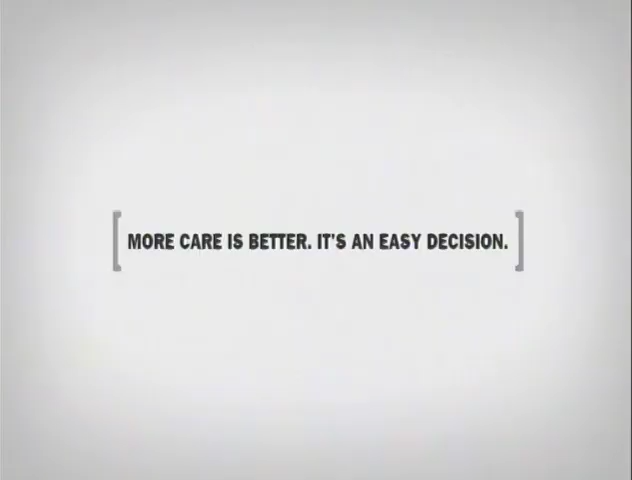 [MORE CARE IS BETTER. IT'S AN EASY DECISION.]